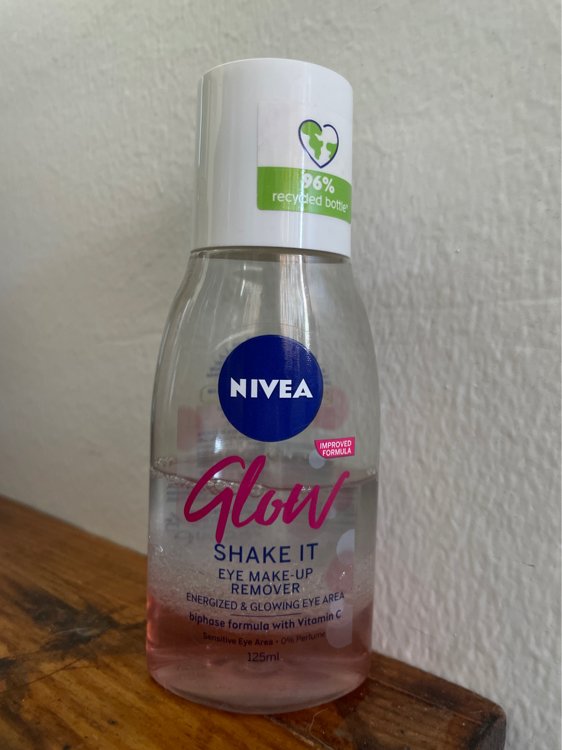 96%
recycled bottle*
NIVEA
IMPROVED
FORMULA
Glow
SHAKE IT
EYE MAKE-UP
REMOVER
ENERGIZED & GLOWING EYE AREA
biphase formula with Vitamin C
Sensitive Eye Area • 0% Perfume
125ml